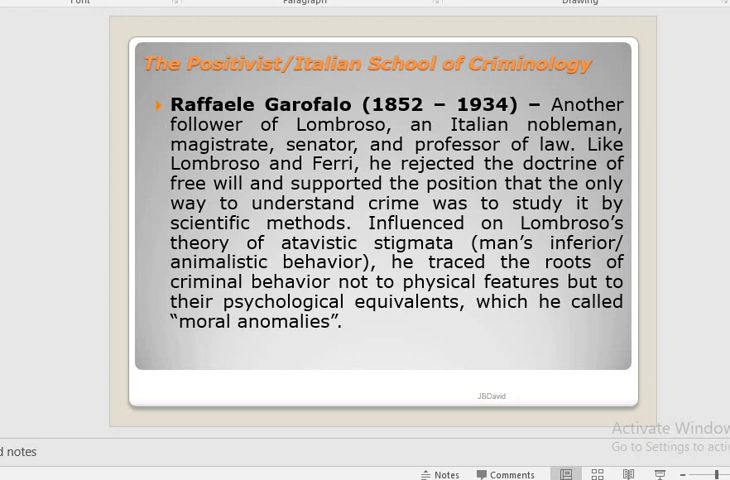 Font Paragraph Drawing
The Positivist/Italian School of Criminology
Raffaele Garofalo (1852 – 1934) – Another
follower of Lombroso, an Italian nobleman,
magistrate, senator, and professor of law. Like
Lombroso and Ferri, he rejected the doctrine of
free will and supported the position that the only
way to understand crime was to study it by
scientific methods. Influenced on Lombroso's
theory of atavistic stigmata (man's inferior/
animalistic behavior), he traced the roots of
criminal behavior not to physical features but to
their psychological equivalents, which he called
“moral anomalies”.
JBDavid
Activate Window
Go to Settings to activ
d notes
Notes Comments